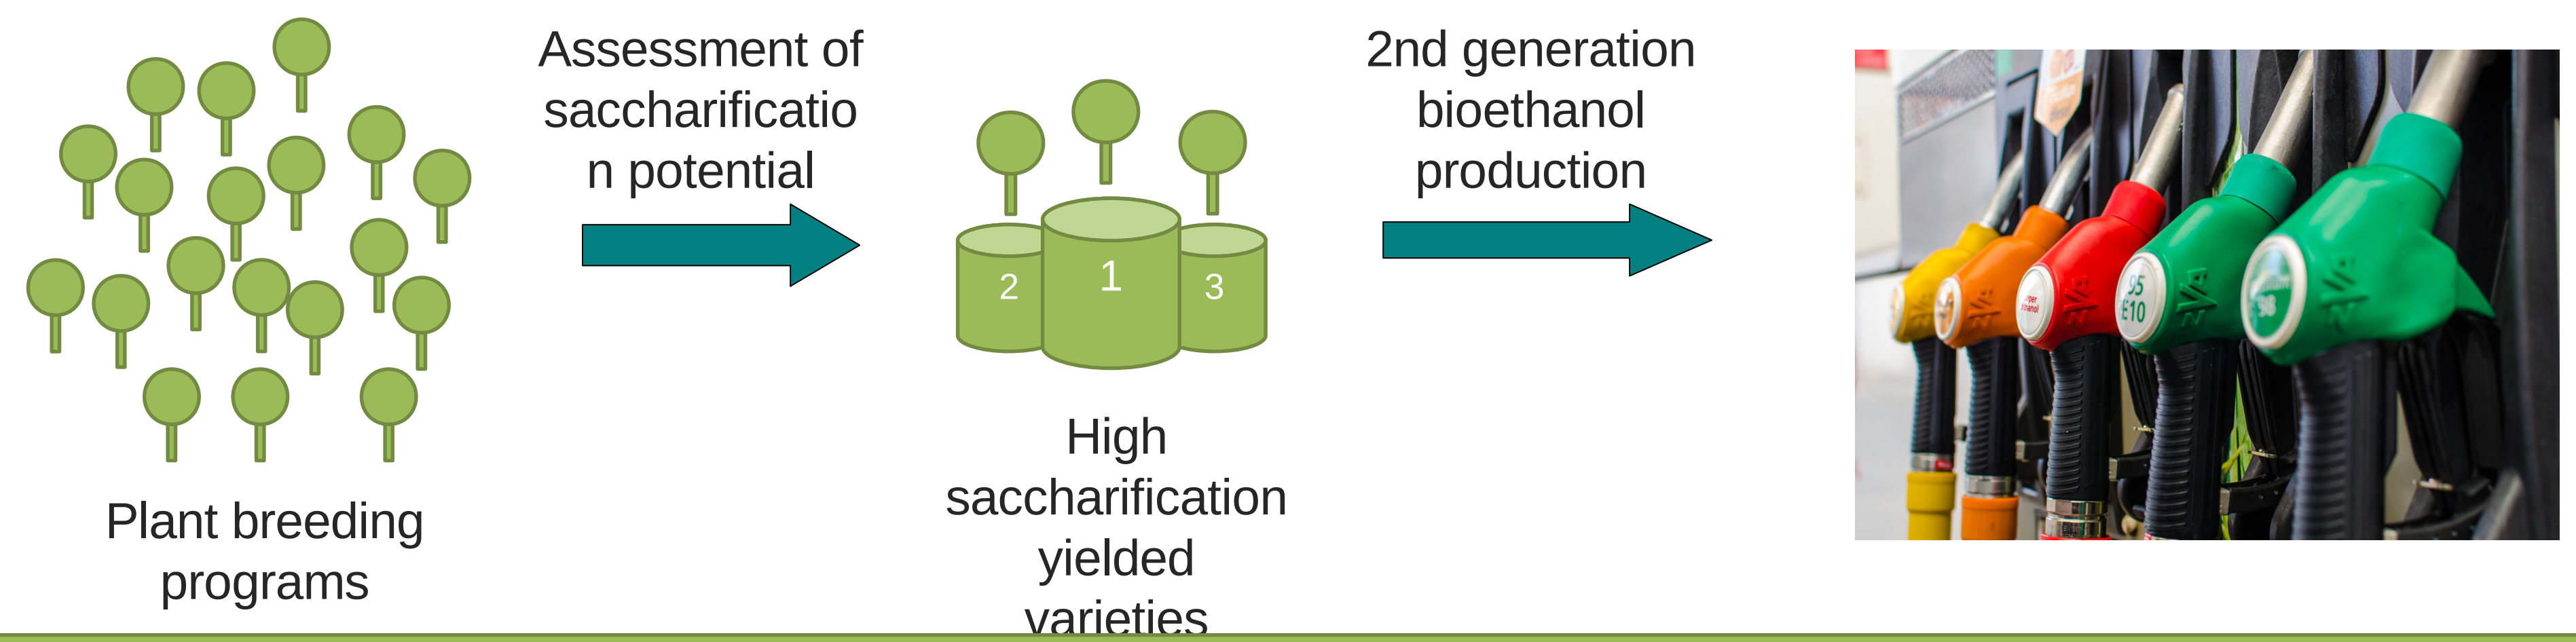 Assessment of
saccharificatio
n potential
2nd generation
bioethanol
production
2
1
3
High
saccharification
yielded
varieties
Plant breeding
programs
95
E10
98